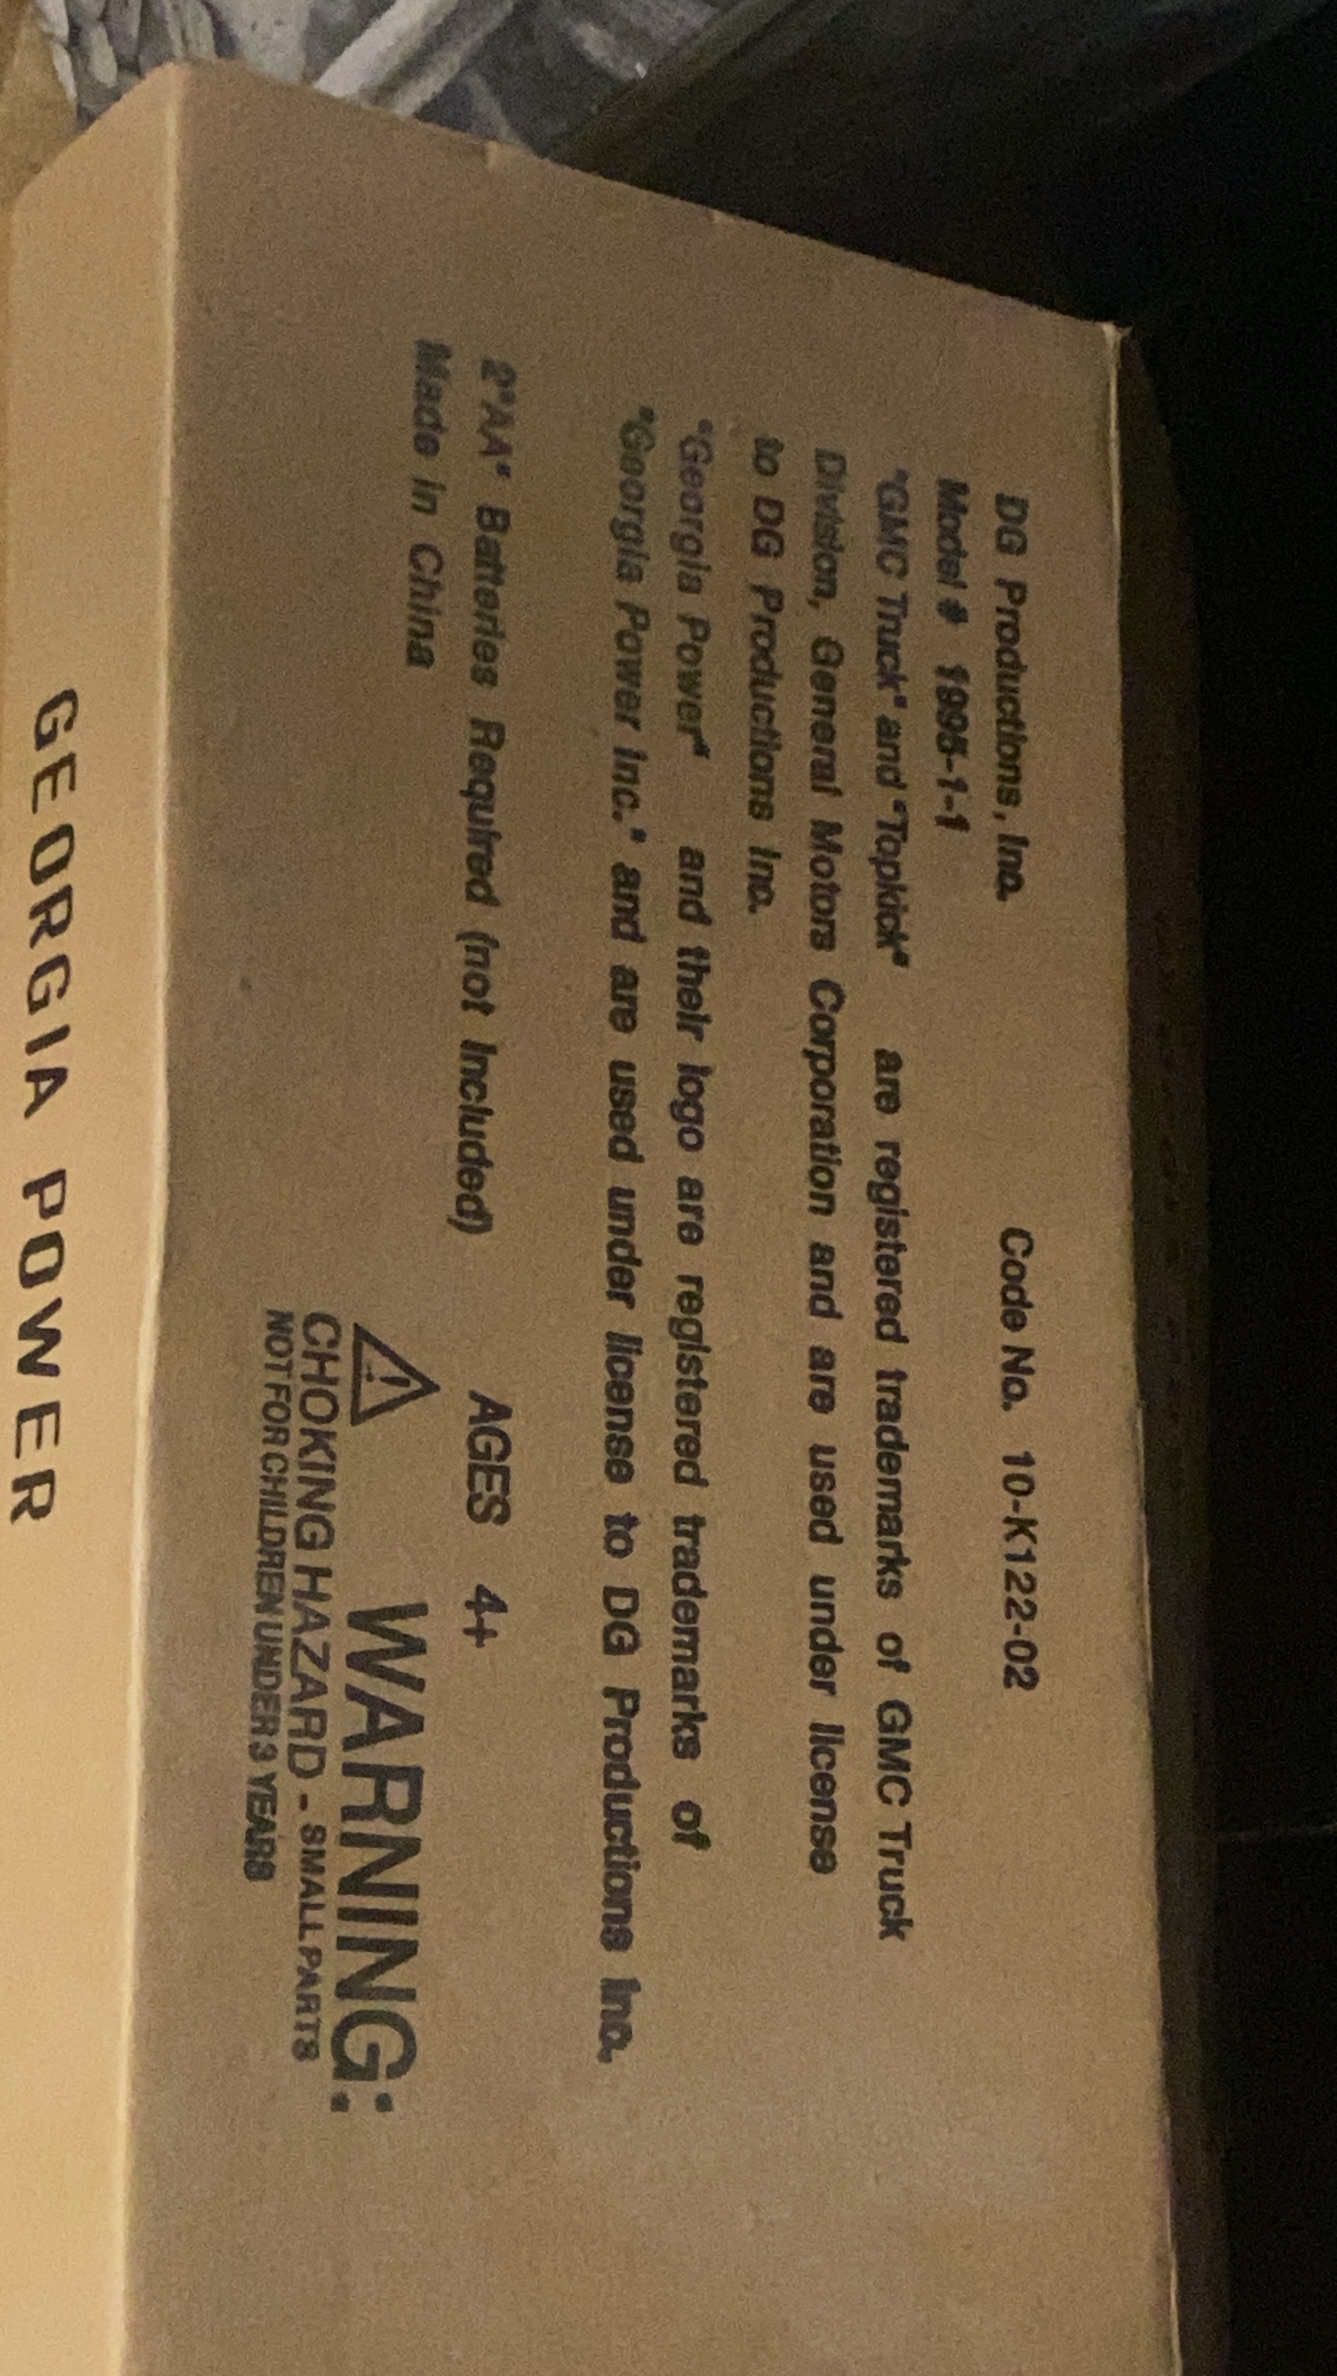 DG Productions, Inc. Code No. 10-K122-02
Model # 1995-1-1
"GMC Truck" and "Topkick" are registered trademarks of GMC Truck
Division, General Motors Corporation and are used under license
to DG Productions Inc.
"Georgia Power" and their logo are registered trademarks of
"Georgia Power Inc." and are used under license to DG Productions Inc.
2"AA" Batteries Required (not Included) AGES 4+
Made in China
WARNING:
CHOKING HAZARD - SMALL PARTS
NOT FOR CHILDREN UNDER 3 YEARS
GEORGIA POWER